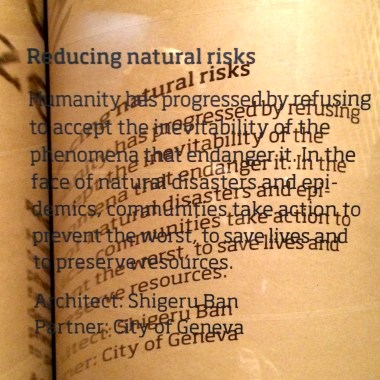 Reducing natural risks
Humanity has progressed by refusing
to accept the inevitability of the
phenomena that endanger it. In the
face of natural disasters and epi-
demics, communities take action to
prevent the worst, to save lives and
to preserve resources.
Architect: Shigeru Ban
Partner: City of Geneva